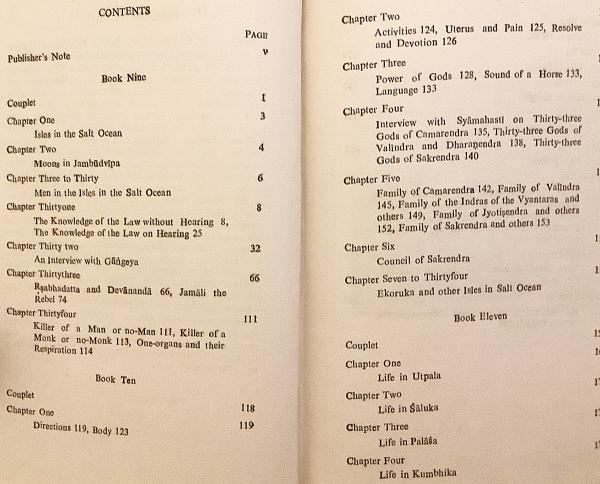 CONTENTS
PAGE
Publisher's Note v
Book Nine
Couplet 1
Chapter One 3
Isles in the Salt Ocean
Chapter Two 4
Moons in Jambūdvīpa
Chapter Three to Thirty 6
Men in the Isles in the Salt Ocean
Chapter Thirtyone 8
The Knowledge of the Law without Hearing 8,
The Knowledge of the Law on Hearing 25
Chapter Thirty two 32
An Interview with Gāṅgeya
Chapter Thirtythree 66
Rṣabhadatta and Devānandā 66, Jamāli the
Rebel 74
Chapter Thirtyfour 111
Killer of a Man or no-Man 111, Killer of a
Monk or no-Monk 113, One-organs and their
Respiration 114
Book Ten
Couplet 118
Chapter One 119
Directions 119, Body 123
Chapter Two
Activities 124, Uterus and Pain 125, Resolve
and Devotion 126
Chapter Three
Power of Gods 128, Sound of a Horse 133,
Language 133
Chapter Four
Interview with Syāmahasti on Thirty-three
Gods of Camarendra 135, Thirty-three Gods of
Valīndra and Dharaṇendra 138, Thirty-three
Gods of Sakrendra 140
Chapter Five
Family of Camarendra 142, Family of Valīndra
145, Family of the Indras of the Vyantaras and
others 149, Family of Jyotiṣendra and others
152, Family of Sakrendra and others 153
Chapter Six
Council of Sakrendra
Chapter Seven to Thirtyfour
Ekoruka and other Isles in Salt Ocean
Book Eleven
Couplet
Chapter One
Life in Utpala
Chapter Two
Life in Śāluka
Chapter Three
Life in Palāśa
Chapter Four
Life in Kumbhika